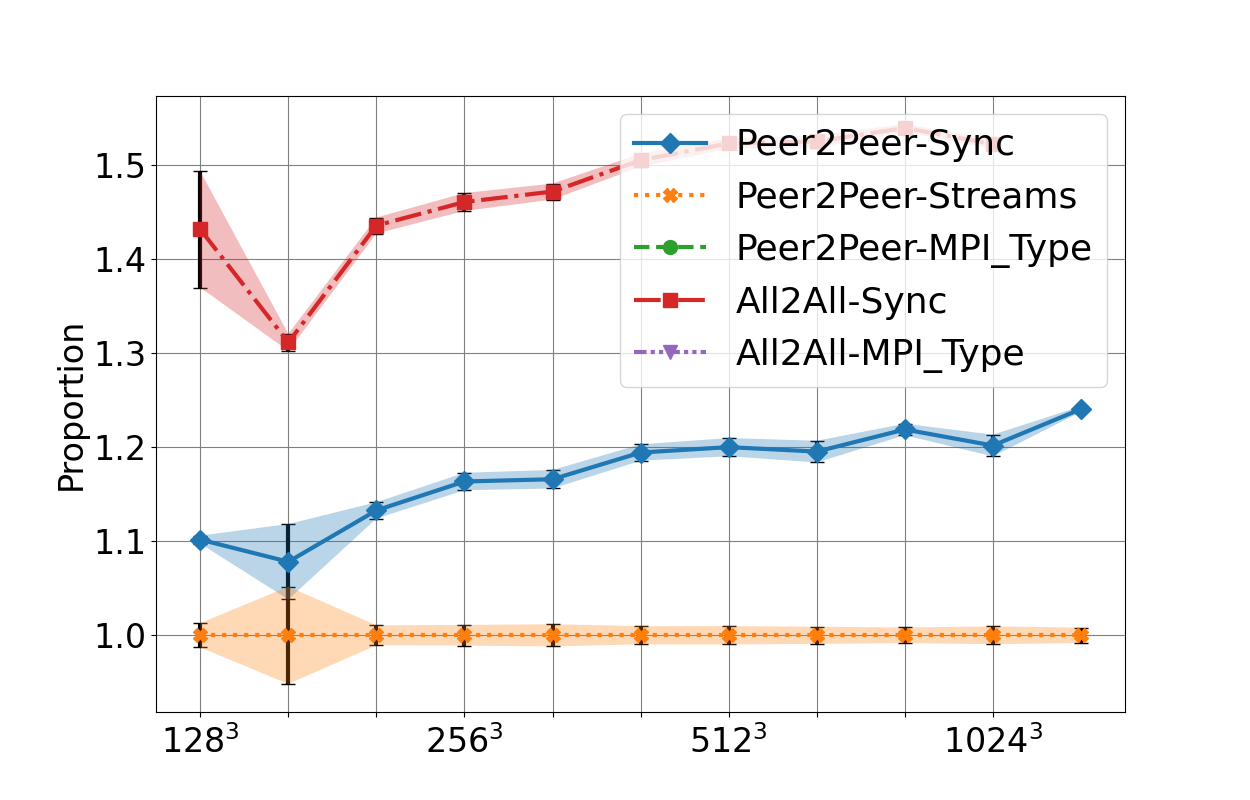 Proportion
1.5
1.4
1.3
1.2
1.1
1.0
Peer2Peer-Sync
Peer2Peer-Streams
Peer2Peer-MPI_Type
All2All-Sync
All2All-MPI_Type
128³ 256³ 512³ 1024³